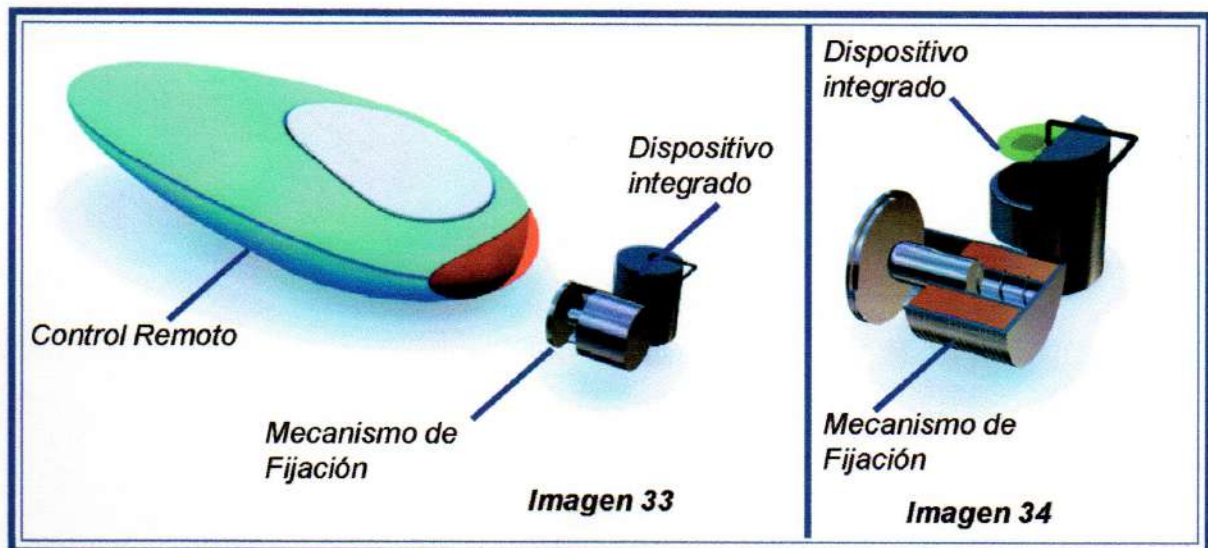 Dispositivo
integrado
Control Remoto
Mecanismo de
Fijación
Imagen 33
Dispositivo
integrado
Mecanismo de
Fijación
Imagen 34